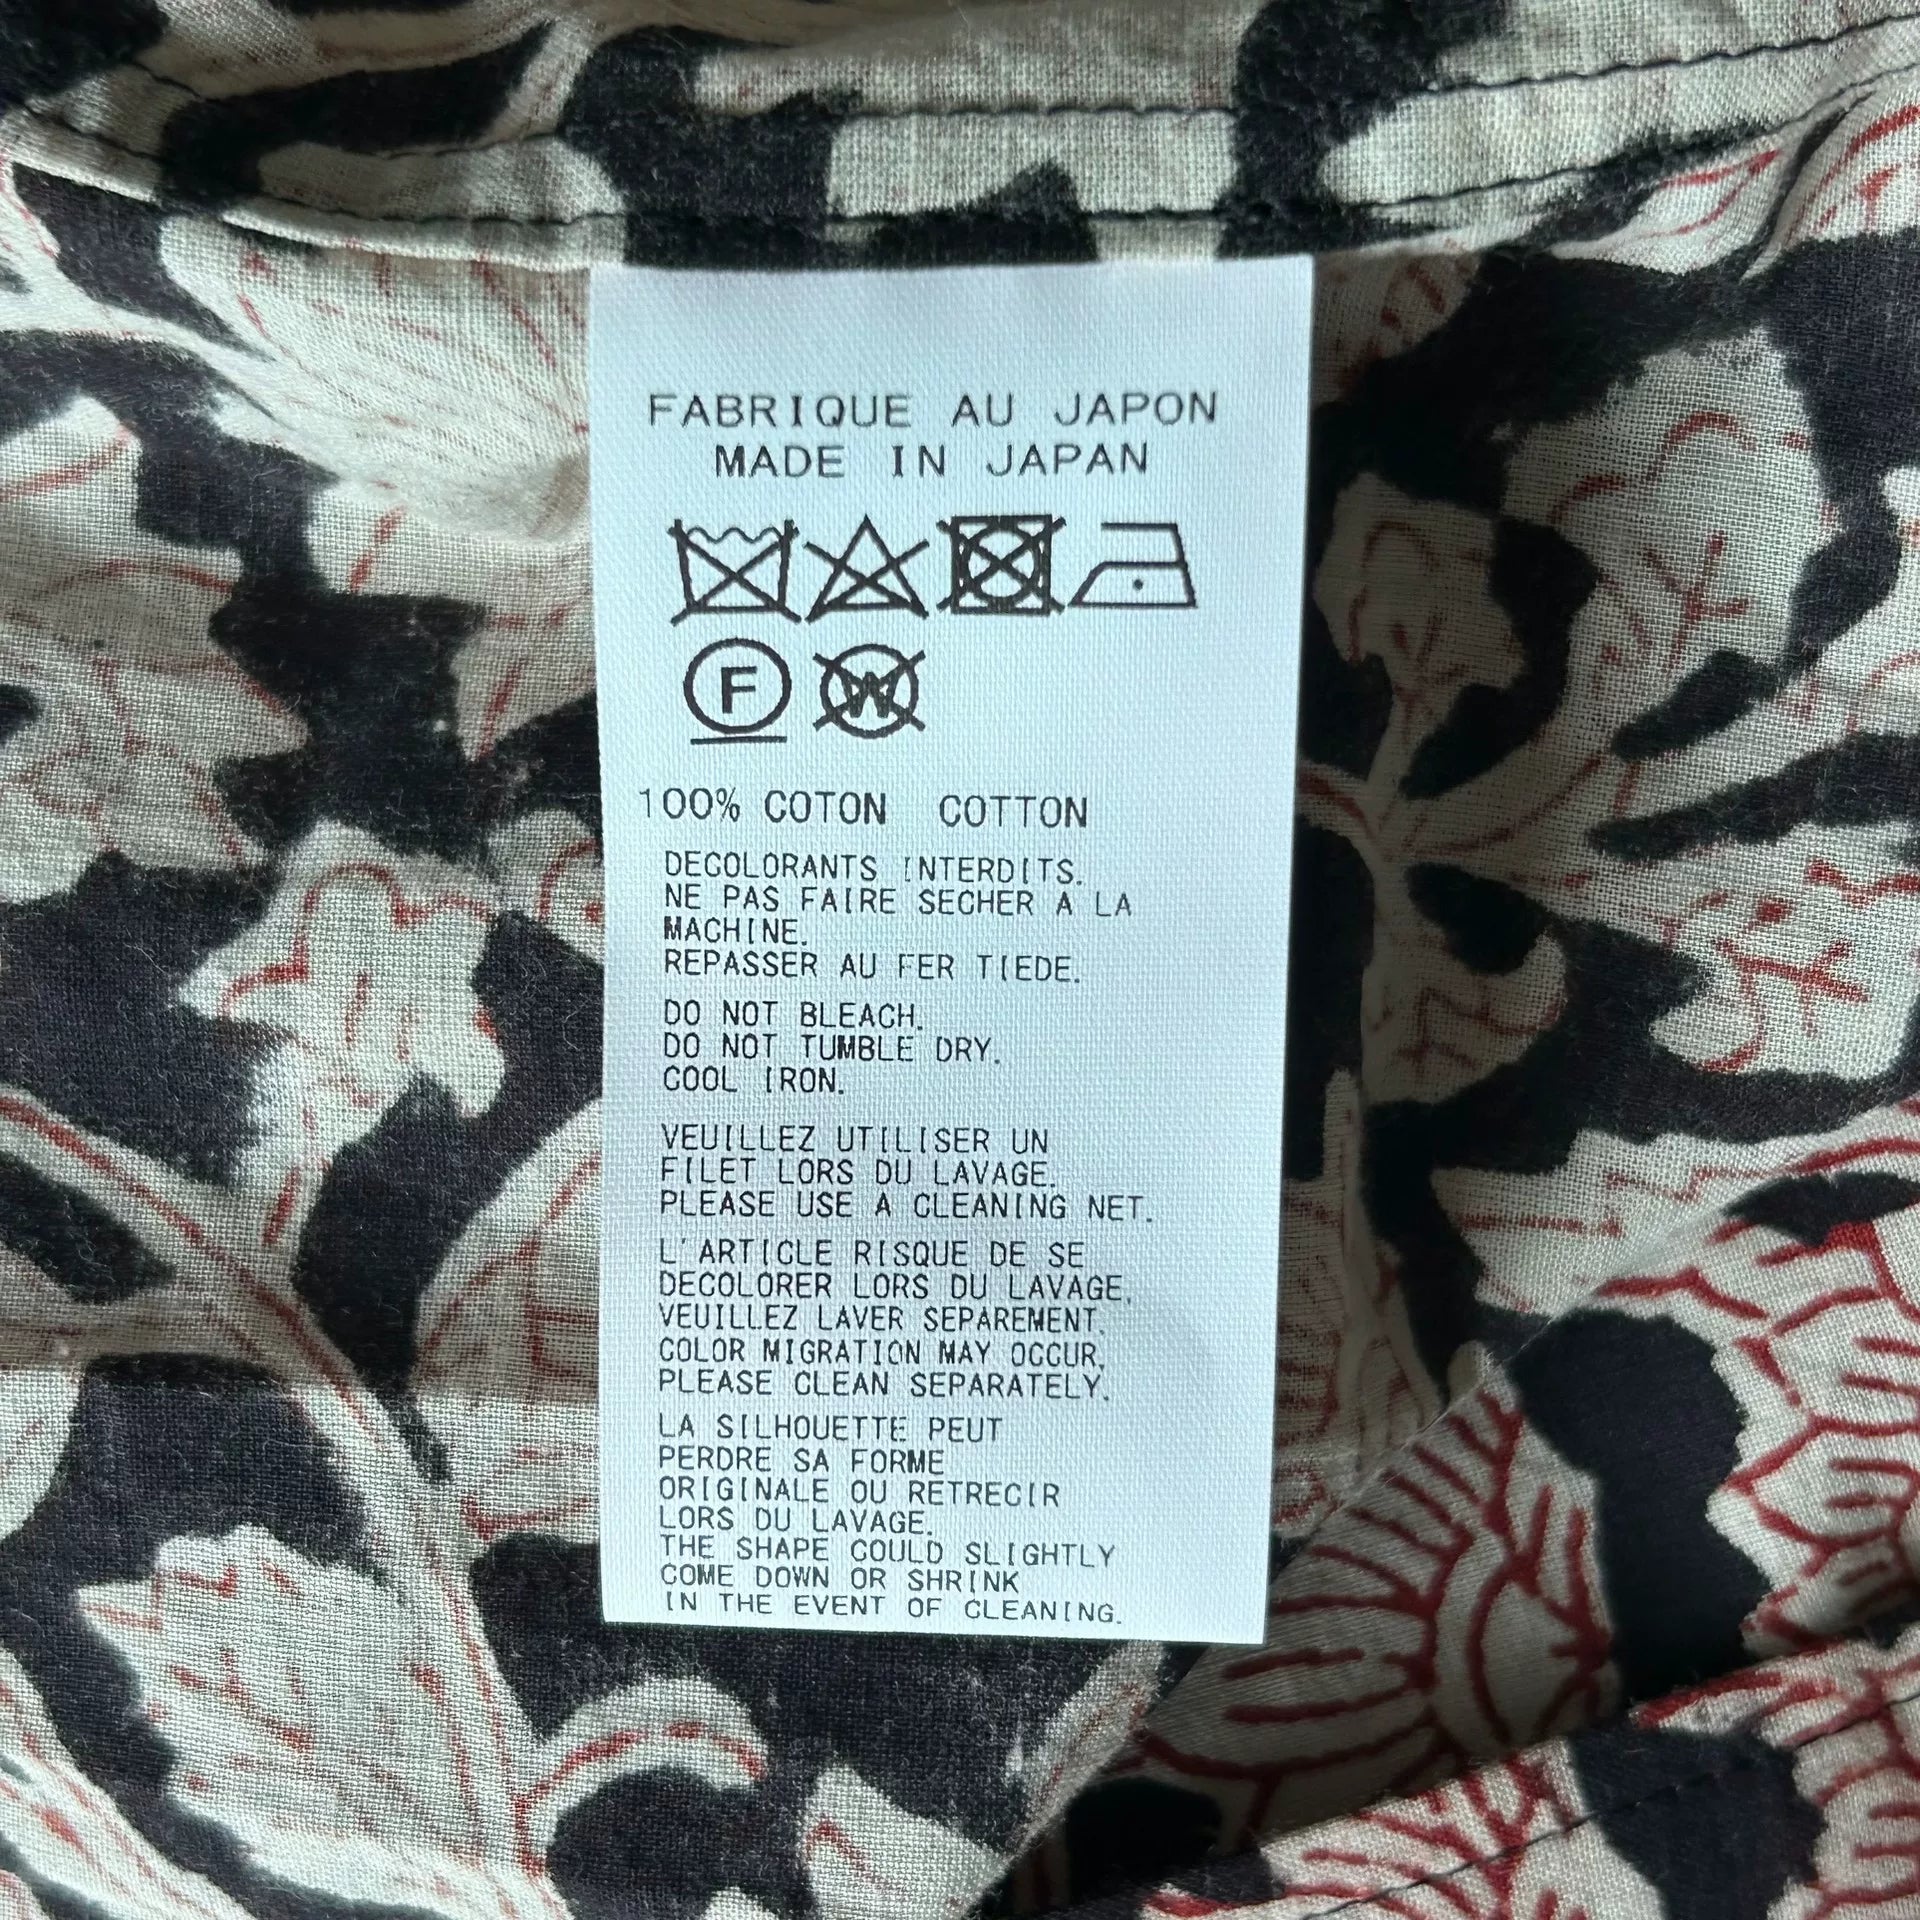 FABRIQUE AU JAPON
MADE IN JAPAN
F W
100% COTON COTTON
DECOLORANTS INTERDITS.
NE PAS FAIRE SECHER A LA
MACHINE.
REPASSER AU FER TIEDE.
DO NOT BLEACH.
DO NOT TUMBLE DRY.
COOL IRON.
VEUILLEZ UTILISER UN
FILET LORS DU LAVAGE.
PLEASE USE A CLEANING NET.
L'ARTICLE RISQUE DE SE
DECOLORER LORS DU LAVAGE,
VEUILLEZ LAVER SEPAREMENT.
COLOR MIGRATION MAY OCCUR,
PLEASE CLEAN SEPARATELY.
LA SILHOUETTE PEUT
PERDRE SA FORME
ORIGINALE OU RETRECIR
LORS DU LAVAGE.
THE SHAPE COULD SLIGHTLY
COME DOWN OR SHRINK
IN THE EVENT OF CLEANING.